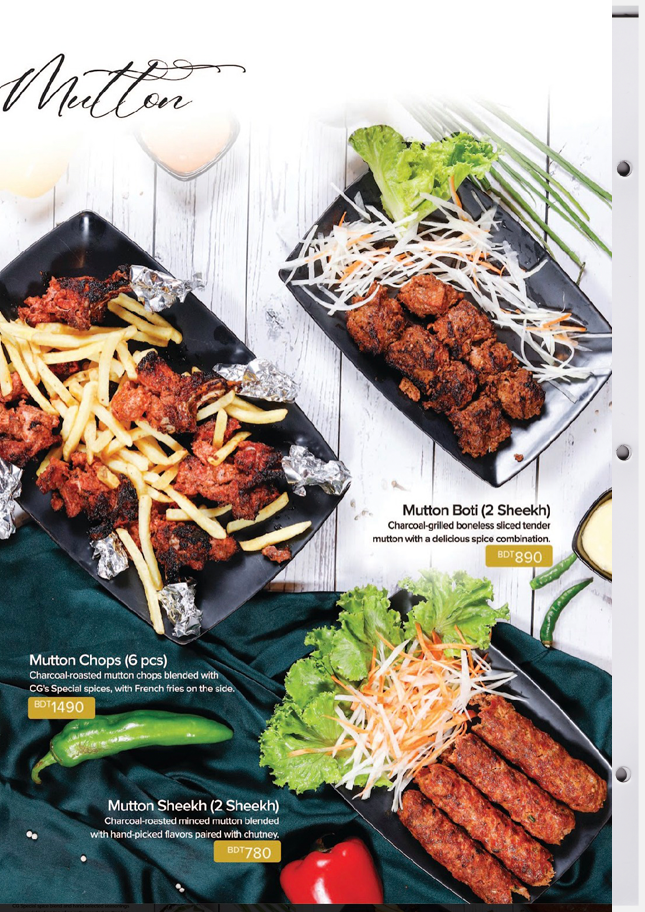 Mutton
Mutton Boti (2 Sheekh)
Charcoal-grilled boneless sliced tender
mutton with a delicious spice combination.
BDT890
Mutton Chops (6 pcs)
Charcoal-roasted mutton chops blended with
CG's Special spices, with French fries on the side.
BDT1490
Mutton Sheekh (2 Sheekh)
Charcoal-roasted minced mutton blended
with hand-picked flavors paired with chutney.
BDT780